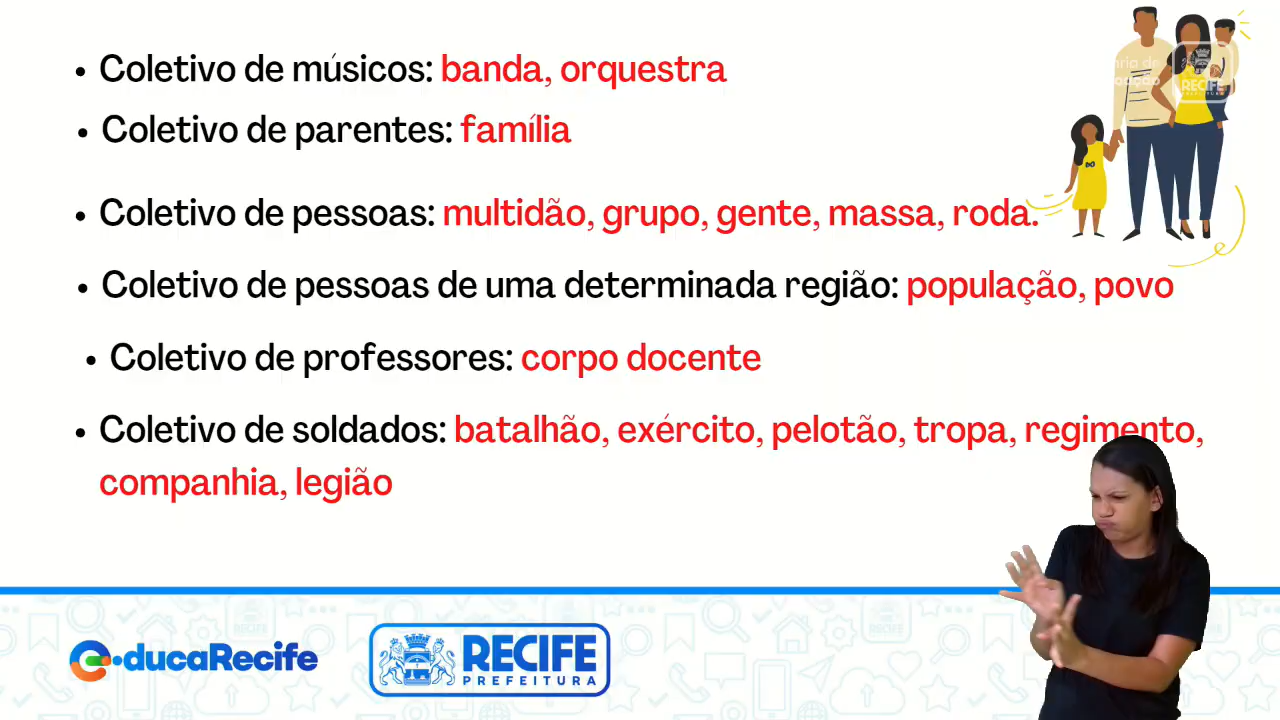 • Coletivo de músicos: banda, orquestra
• Coletivo de parentes: família
• Coletivo de pessoas: multidão, grupo, gente, massa, roda.
• Coletivo de pessoas de uma determinada região: população, povo
• Coletivo de professores: corpo docente
• Coletivo de soldados: batalhão, exército, pelotão, tropa, regimento,
companhia, legião
RECIFE
PREFEITURA
educaRecife
RECIFE
PREFEITURA